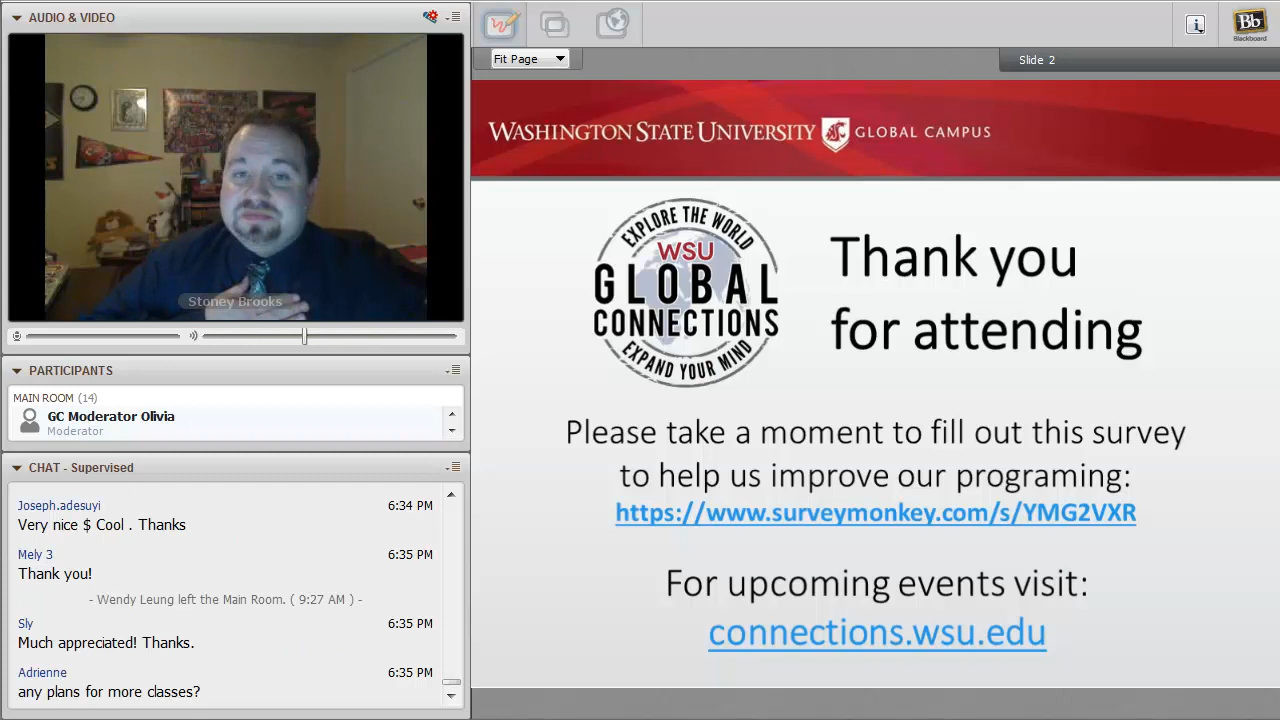 AUDIO & VIDEO
Stoney Brooks
PARTICIPANTS
MAIN ROOM (14)
GC Moderator Olivia
Moderator
CHAT - Supervised
Joseph.adesuyi 6:34 PM
Very nice $ Cool . Thanks
Mely 3 6:35 PM
Thank you!
- Wendy Leung left the Main Room. ( 9:27 AM ) -
Sly 6:35 PM
Much appreciated! Thanks.
Adrienne 6:35 PM
any plans for more classes?
Bb
Blackboard
Fit Page
Slide 2
WASHINGTON STATE UNIVERSITY GLOBAL CAMPUS
EXPLORE THE WORLD
WSU
GLOBAL
CONNECTIONS
EXPAND YOUR MIND
Thank you
for attending
Please take a moment to fill out this survey
to help us improve our programing:
https://www.surveymonkey.com/s/YMG2VXR
For upcoming events visit:
connections.wsu.edu